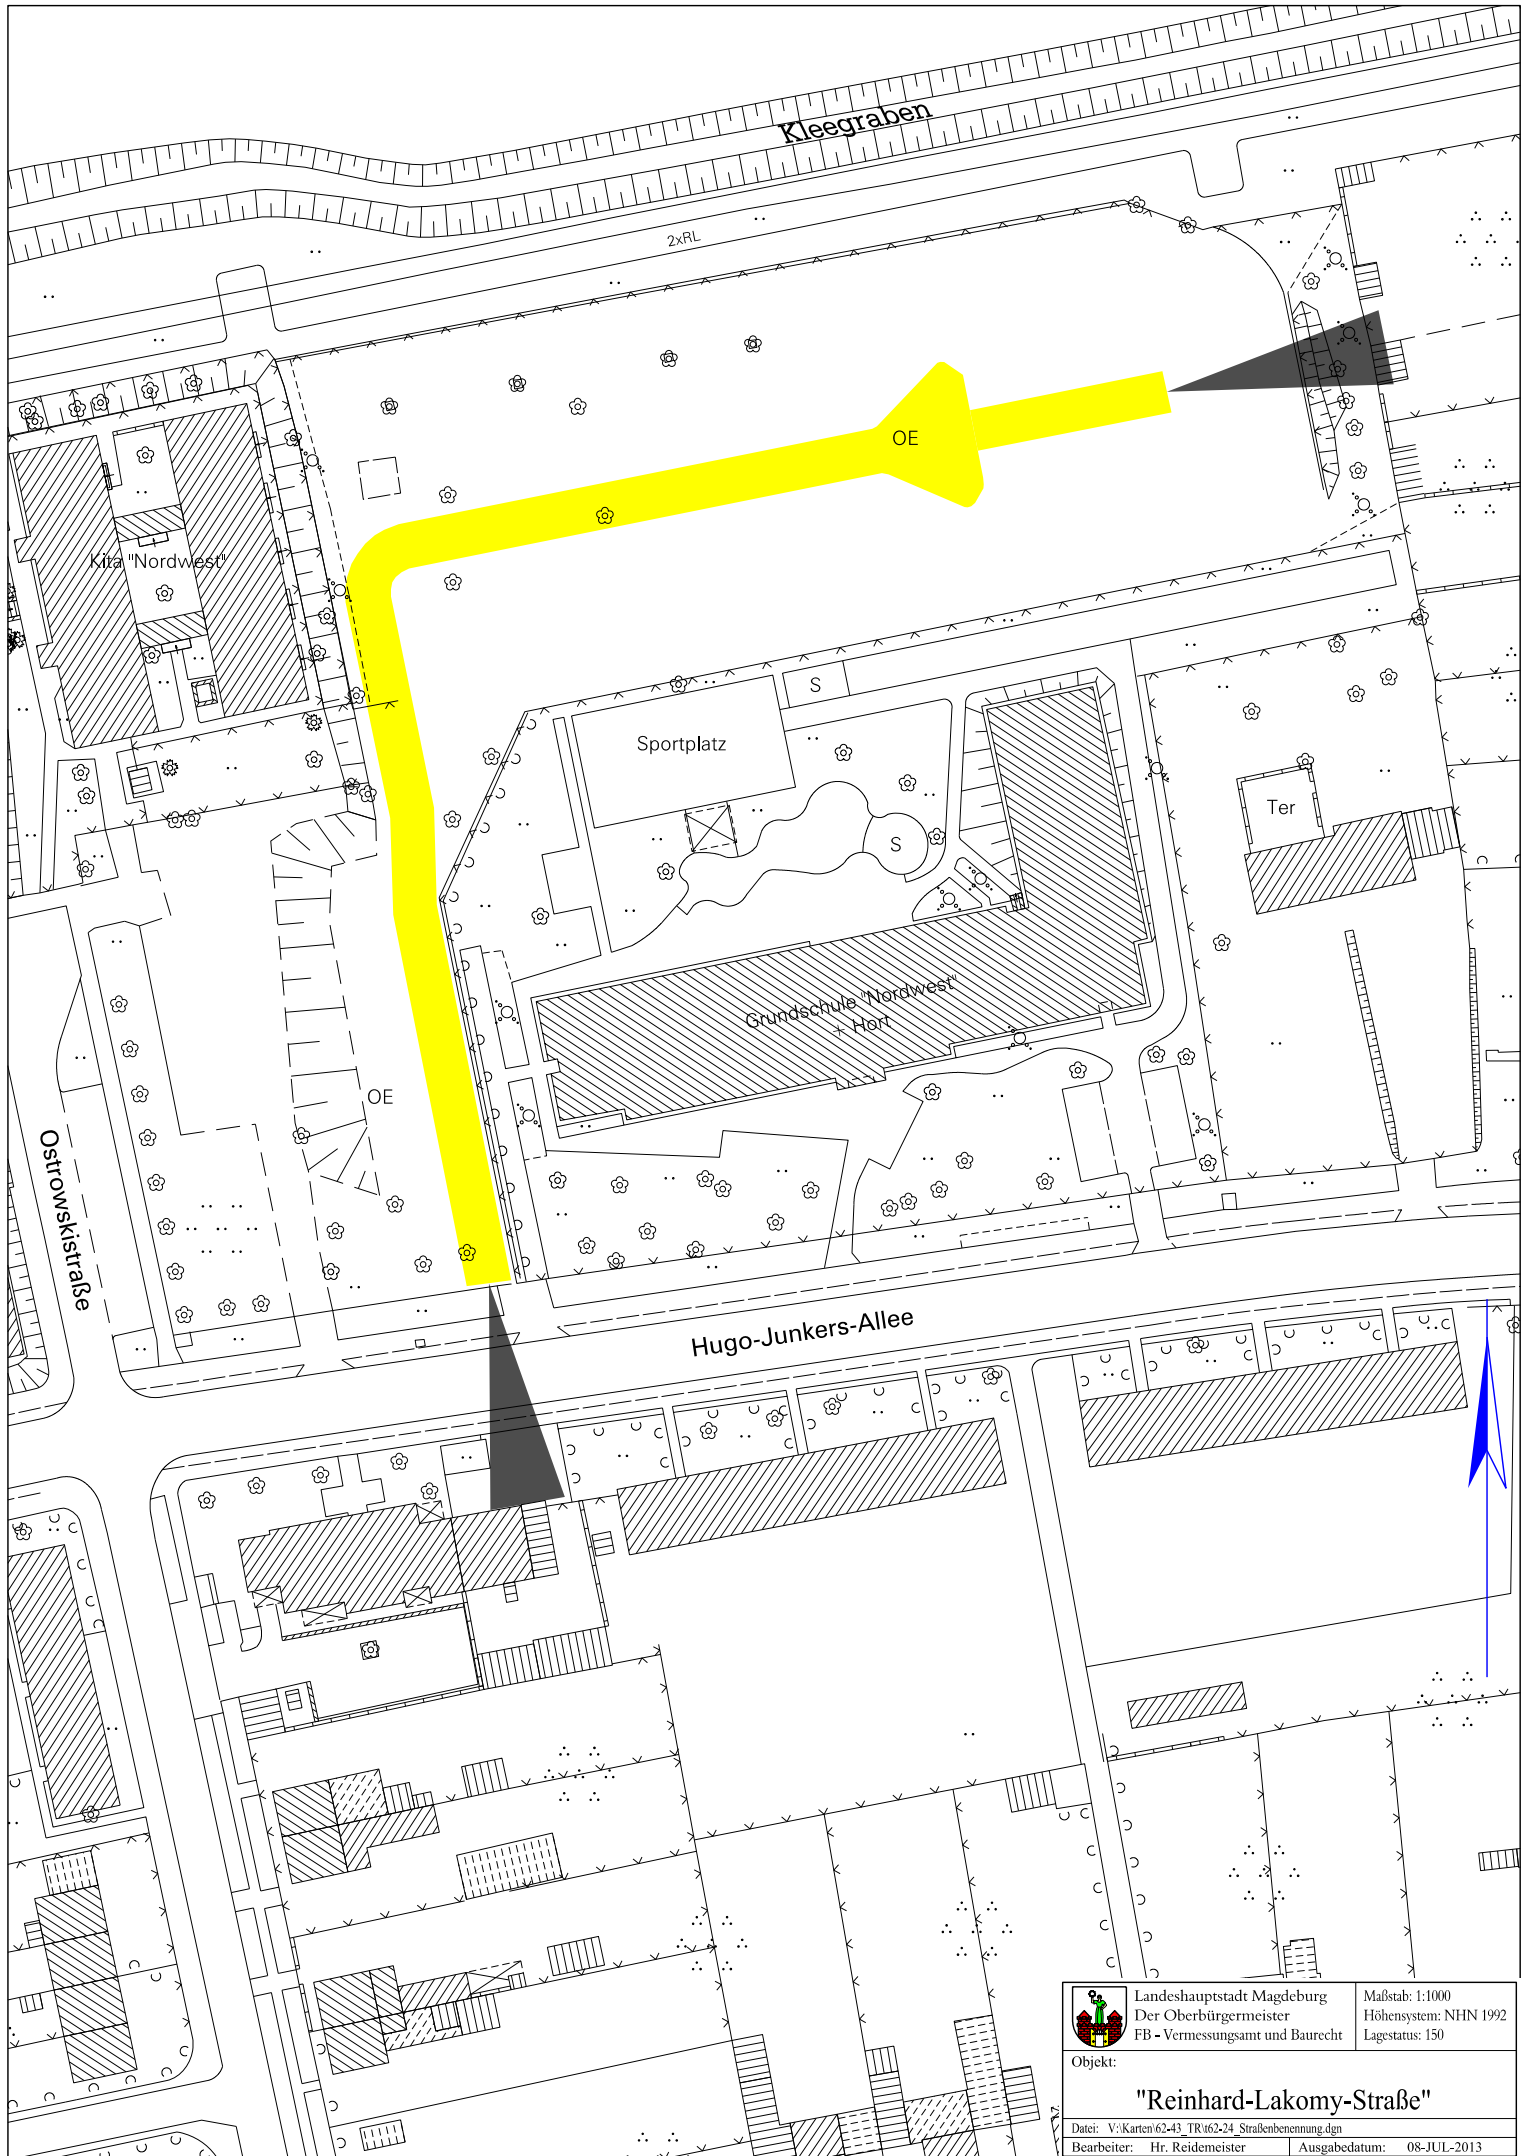 Kleegraben
2xRL
OE
Kita "Nordwest"
S
Sportplatz
Ter
S
Grundschule "Nordwest"
+ Hort
OE
Ostrowskistraße
Hugo-Junkers-Allee
Landeshauptstadt Magdeburg
Der Oberbürgermeister
FB - Vermessungsamt und Baurecht
Maßstab: 1:1000
Höhensystem: NHN 1992
Lagestatus: 150
Objekt:
"Reinhard-Lakomy-Straße"
Datei: V:\Karten\62-43_TR\t62-24_Straßenbenennung.dgn
Bearbeiter: Hr. Reidemeister
Ausgabedatum: 08-JUL-2013